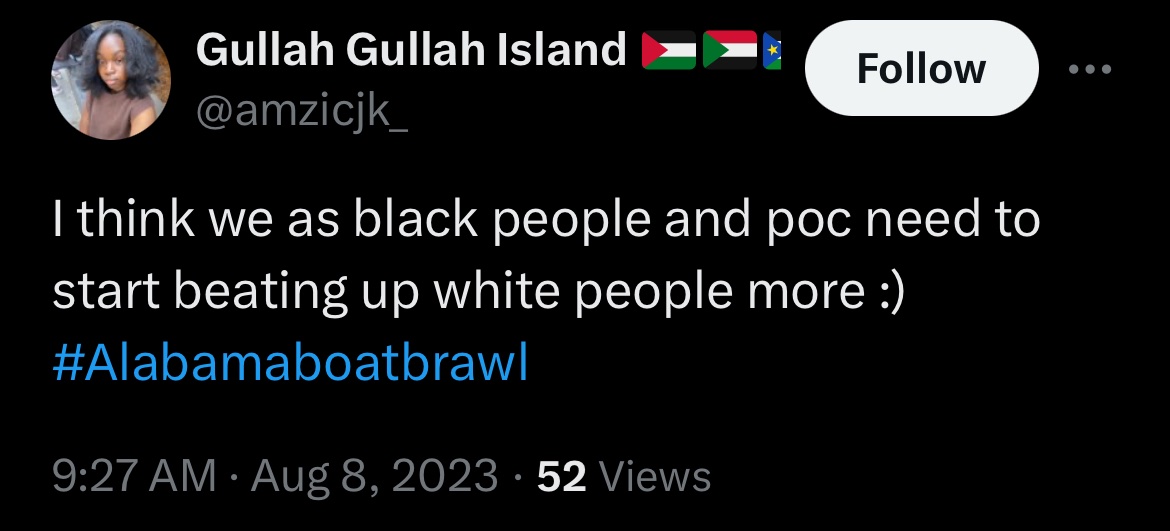 Gullah Gullah Island 🇵🇸🇸🇩
Follow
@amzicjk_
I think we as black people and poc need to
start beating up white people more :)
#Alabamaboatbrawl
9:27 AM · Aug 8, 2023 · 52 Views